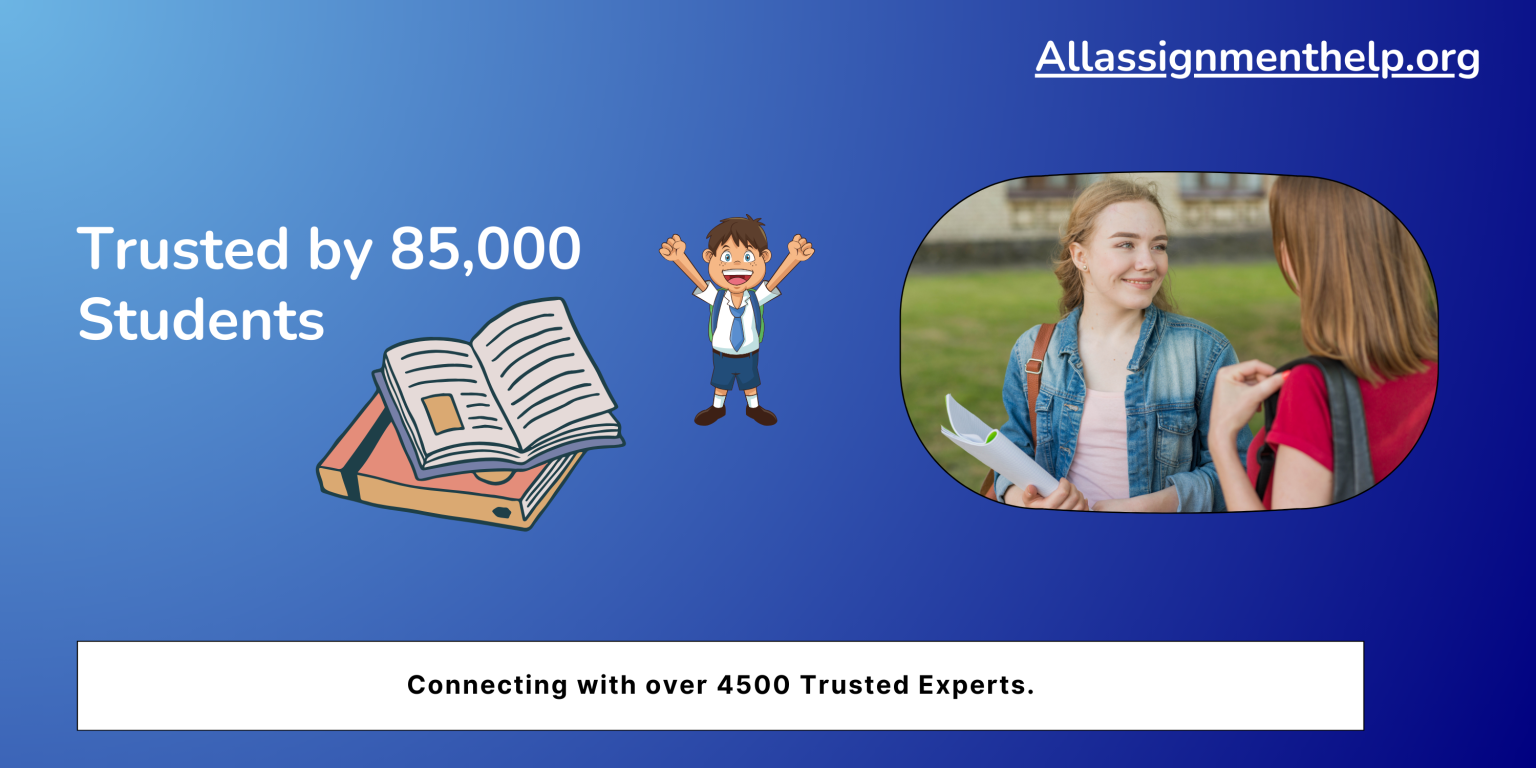 Allassignmenthelp.org
Trusted by 85,000
Students
Connecting with over 4500 Trusted Experts.